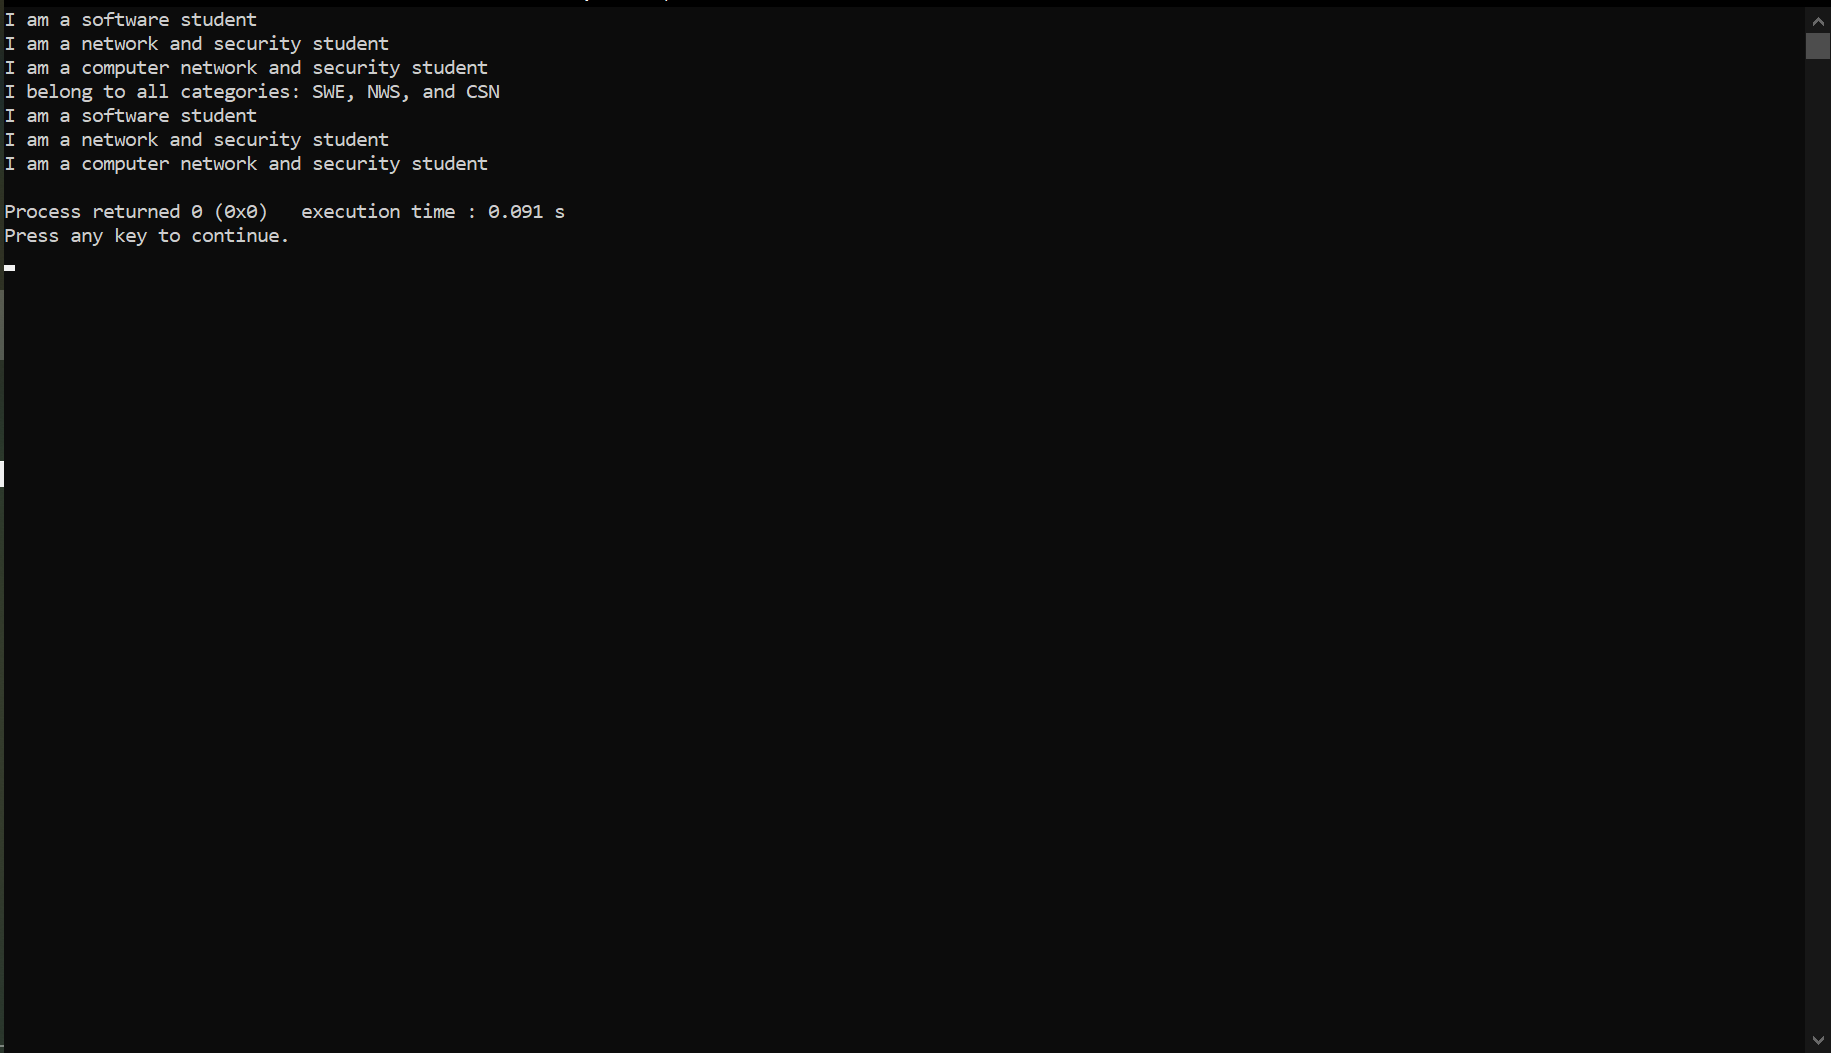 I am a software student
I am a network and security student
I am a computer network and security student
I belong to all categories: SWE, NWS, and CSN
I am a software student
I am a network and security student
I am a computer network and security student
Process returned 0 (0x0)   execution time : 0.091 s
Press any key to continue.